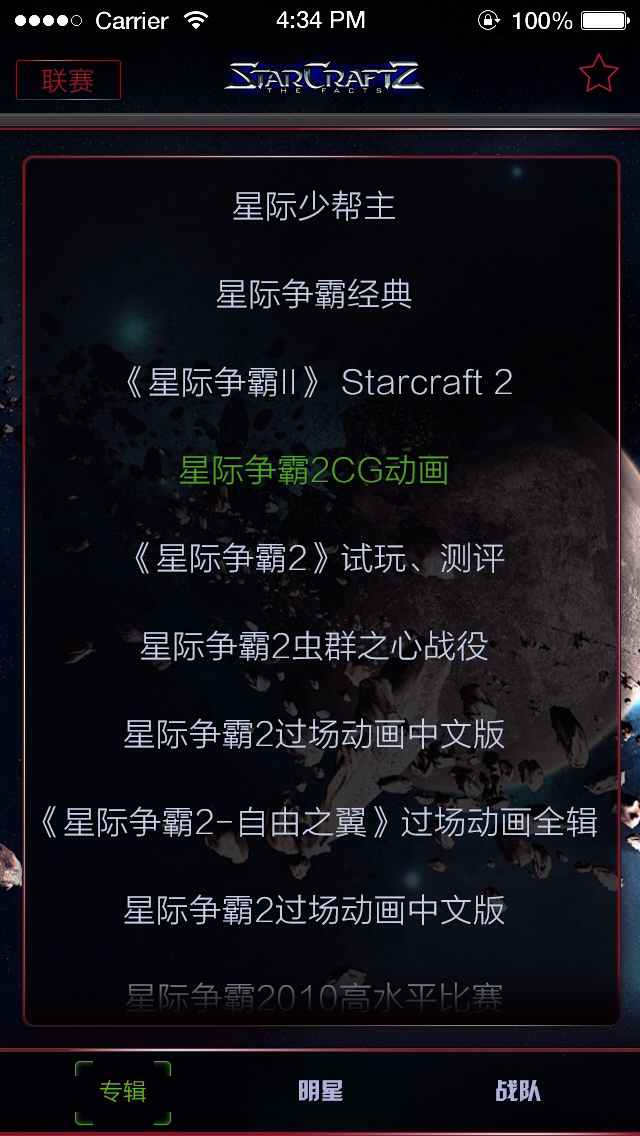 Carrier 4:34 PM 100%
联赛 STARCRAFT2
THE FACTS
星际少帮主
星际争霸经典
《星际争霸II》 Starcraft 2
星际争霸2CG动画
《星际争霸2》试玩、测评
星际争霸2虫群之心战役
星际争霸2过场动画中文版
《星际争霸2-自由之翼》过场动画全辑
星际争霸2过场动画中文版
星际争霸2010高水平比赛
专辑 明星 战队